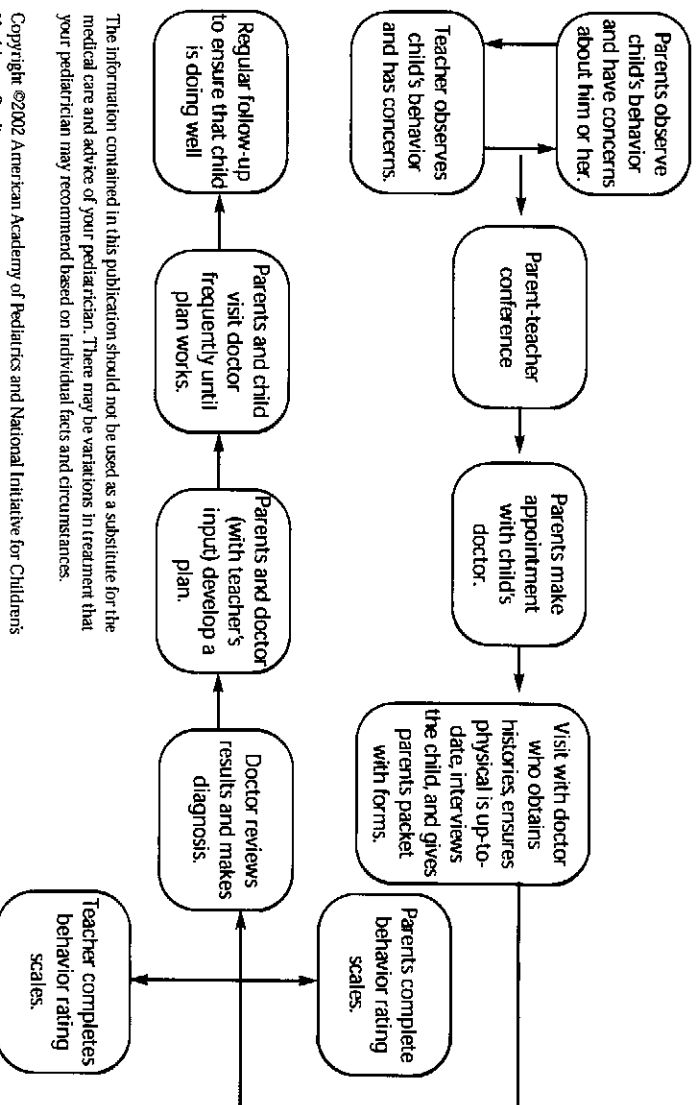 Parents observe
child's behavior
and have concerns
about him or her.
Teacher observes
child's behavior
and has concerns.
Parent-teacher
conference
Parents make
appointment
with child's
doctor.
Visit with doctor
who obtains
histories, ensures
physical is up-to-
date, interviews
the child, and gives
parents packet
with forms.
Parents complete
behavior rating
scales.
Teacher completes
behavior rating
scales.
Doctor reviews
results and makes
diagnosis.
Parents and doctor
(with teacher's
input) develop a
plan.
Parents and child
visit doctor
frequently until
plan works.
Regular follow-up
to ensure that child
is doing well
The information contained in this publication should not be used as a substitute for the
medical care and advice of your pediatrician. There may be variations in treatment that
your pediatrician may recommend based on individual facts and circumstances.
Copyright ©2002 American Academy of Pediatrics and National Initiative for Children's